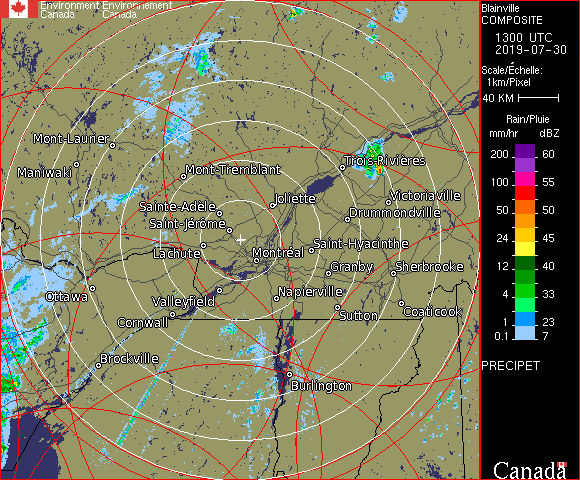 Environment Environnement
Canada Canada
Blainville
COMPOSITE
1300 UTC
2019-07-30
Scale/Échelle:
1km/Pixel
40 KM
Rain/Pluie
mm/hr dBZ
200 60
100 55
50 50
24 45
12 40
4 33
1 23
0.1 7
PRECIPET
Canada
Mont-Laurier
Maniwaki
Mont-Tremblant
Trois-Rivières
Joliette
Victoriaville
Sainte-Adèle
Drummondville
Saint-Jérôme
Saint-Hyacinthe
Lachute
Montréal
Granby
Sherbrooke
Ottawa
Valleyfield
Napierville
Sutton
Coaticook
Cornwall
Brockville
Burlington